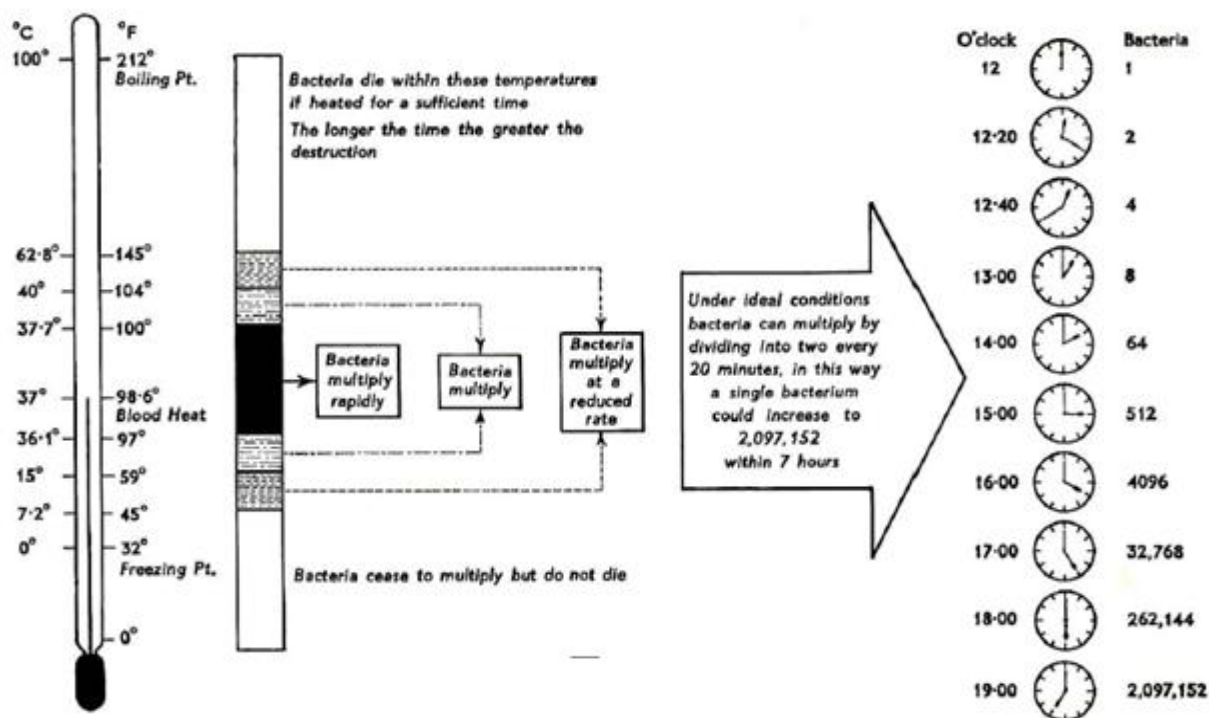 °C °F
100° 212°
Boiling Pt.
62·8° 145°
40° 104°
37·7° 100°
37° 98·6°
Blood Heat
36·1° 97°
15° 59°
7·2° 45°
0° 32°
Freezing Pt.
0°
Bacteria die within these temperatures
if heated for a sufficient time
The longer the time the greater the
destruction
Bacteria
multiply
rapidly
Bacteria
multiply
Bacteria
multiply
at a
reduced
rate
Bacteria cease to multiply but do not die
Under ideal conditions
bacteria can multiply by
dividing into two every
20 minutes, in this way
a single bacterium
could increase to
2,097,152
within 7 hours
O'clock Bacteria
12 1
12·20 2
12·40 4
13·00 8
14·00 64
15·00 512
16·00 4096
17·00 32,768
18·00 262,144
19·00 2,097,152